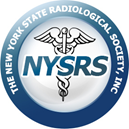 THE NEW YORK STATE RADIOLOGICAL SOCIETY, INC
NYSRS